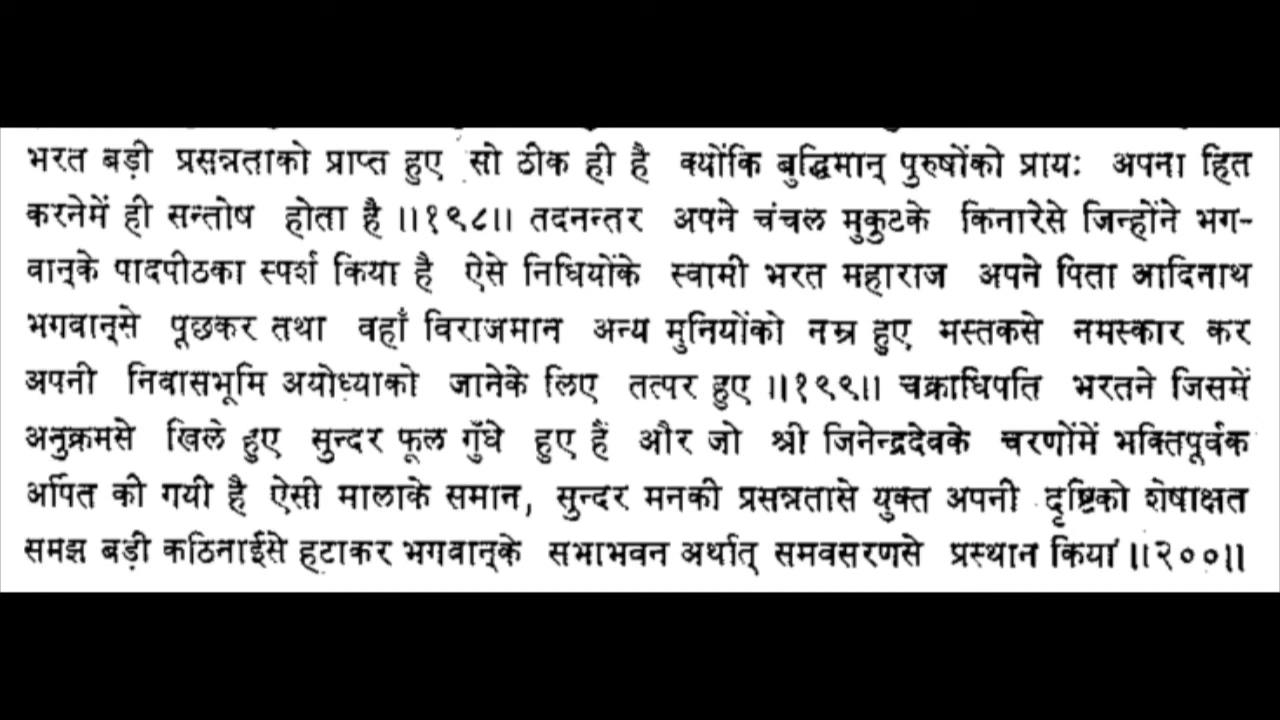 भरत बड़ी प्रसन्नताको प्राप्त हुए सो ठीक ही है क्योंकि बुद्धिमान् पुरुषोंको प्रायः अपना हित
करनेमें ही सन्तोष होता है ॥१९८॥ तदनन्तर अपने चंचल मुकुटके किनारेसे जिन्होंने भग-
वान्‌के पादपीठका स्पर्श किया है ऐसे निधियोंके स्वामी भरत महाराज अपने पिता आदिनाथ
भगवान्‌से पूछकर तथा वहाँ विराजमान अन्य मुनियोंको नम्र हुए मस्तकसे नमस्कार कर
अपनी निवासभूमि अयोध्याको जानेके लिए तत्पर हुए ॥१९९॥ चक्राधिपति भरतने जिसमें
अनुक्रमसे खिले हुए सुन्दर फूल गुँथे हुए हैं और जो श्री जिनेन्द्रदेवके चरणोंमें भक्तिपूर्वक
अर्पित की गयी है ऐसी मालाके समान, सुन्दर मनकी प्रसन्नतासे युक्त अपनी दृष्टिको शेषाक्षत
समझ बड़ी कठिनाईसे हटाकर भगवान्‌के सभाभवन अर्थात् समवसरणसे प्रस्थान किया ॥२००॥